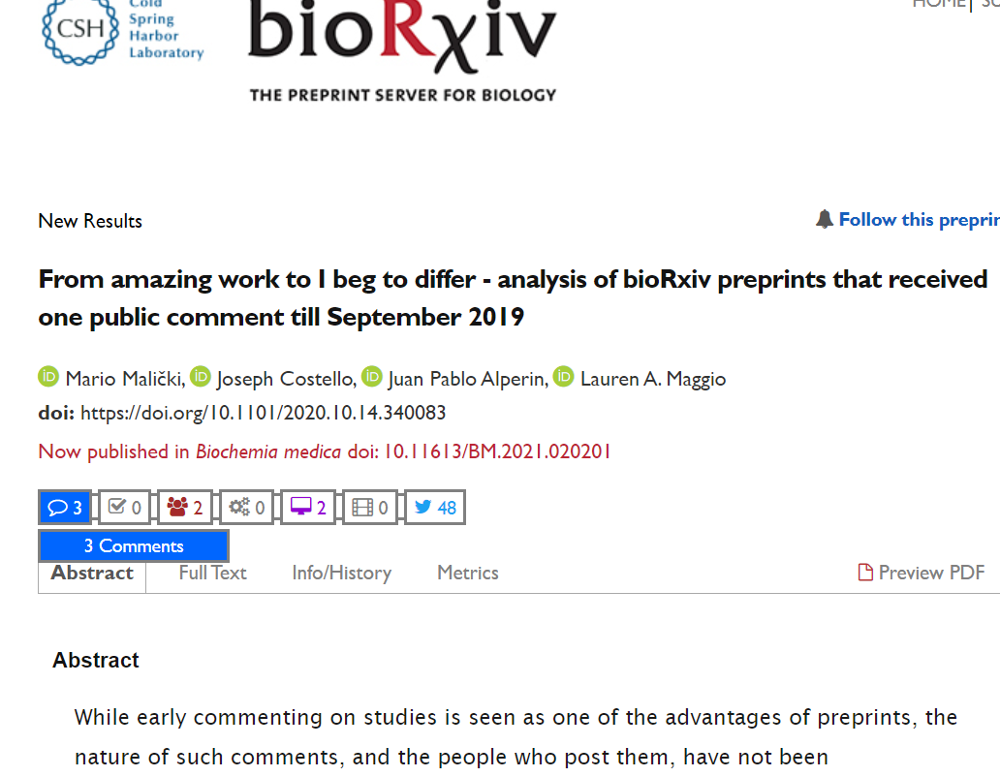 Cold
Spring
Harbor
Laboratory
CSH
bioRxiv
THE PREPRINT SERVER FOR BIOLOGY
HOME|
New Results
Follow this
From amazing work to I beg to differ - analysis of bioRxiv preprints that received
one public comment till September 2019
iD Mario Malički, iD Joseph Costello, iD Juan Pablo Alperin, iD Lauren A. Maggio
doi: https://doi.org/10.1101/2020.10.14.340083
Now published in Biochemia medica doi: 10.11613/BM.2021.020201
3 0 2 0 2 0 48
3 Comments
Abstract Full Text Info/History Metrics Preview PDF
Abstract
While early commenting on studies is seen as one of the advantages of preprints, the
nature of such comments, and the people who post them, have not been